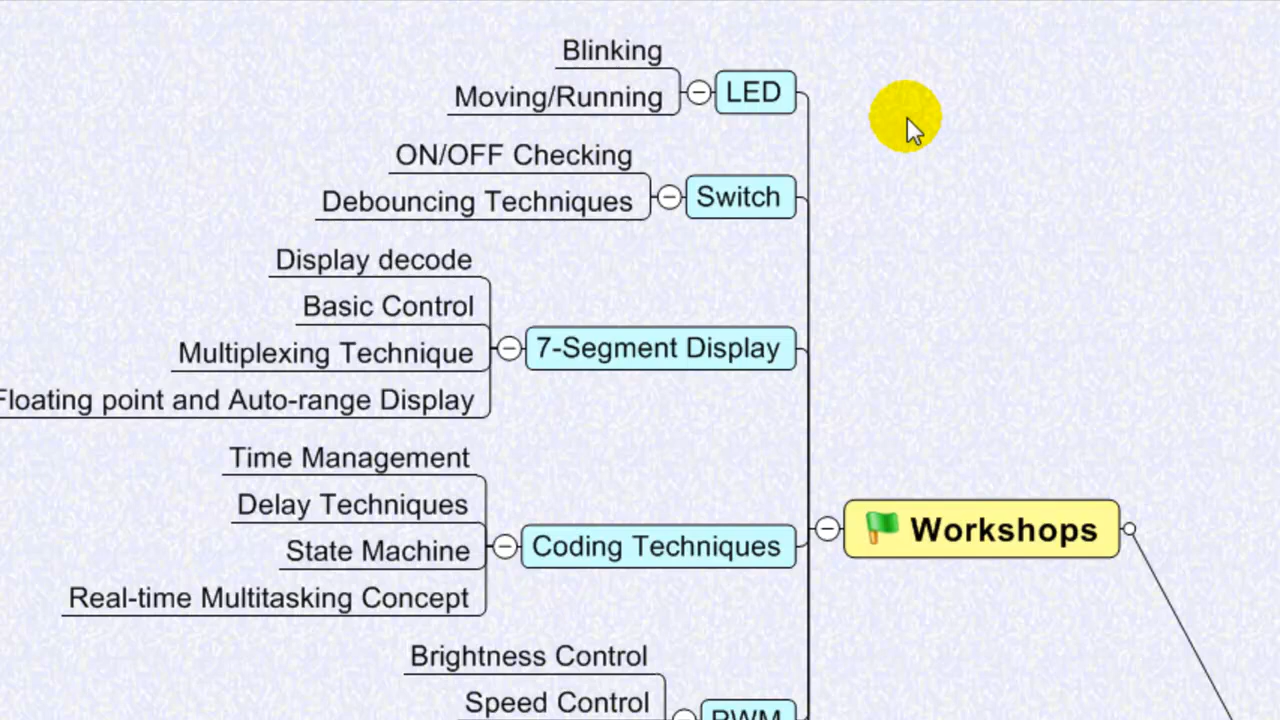 Blinking
Moving/Running
LED
ON/OFF Checking
Debouncing Techniques
Switch
Display decode
Basic Control
Multiplexing Technique
Floating point and Auto-range Display
7-Segment Display
Time Management
Delay Techniques
State Machine
Real-time Multitasking Concept
Coding Techniques
Workshops
Brightness Control
Speed Control
PWM